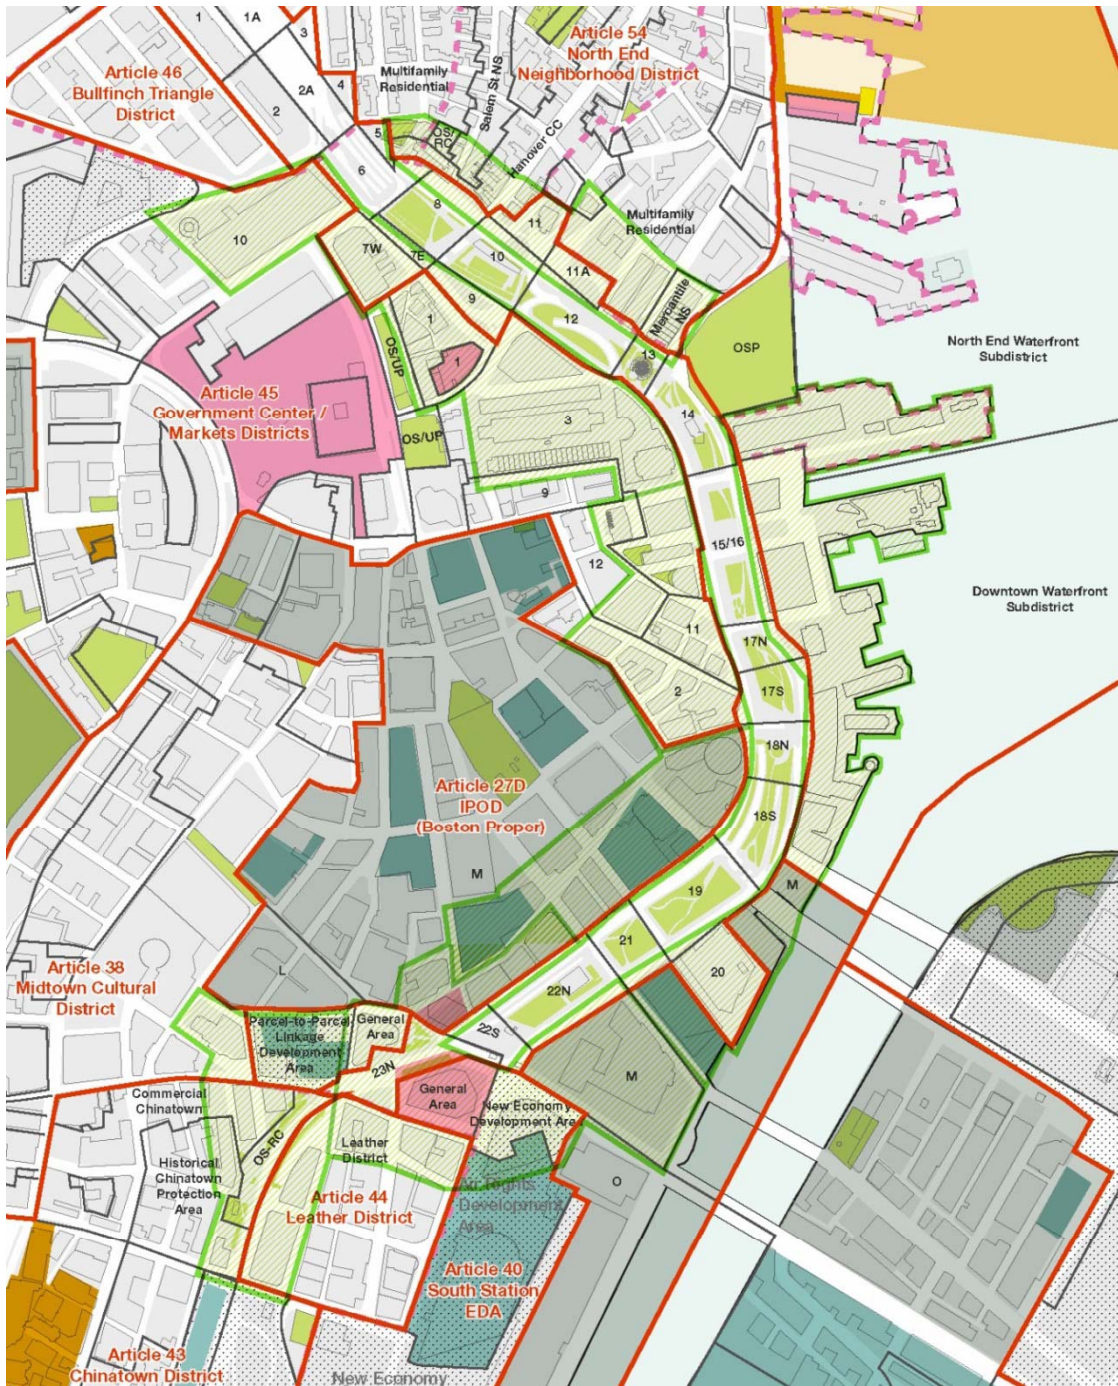 1
1A
3
Article 46
Bullfinch Triangle
District
2A
2
4
Multifamily
Residential
Salem St NS
Article 54
North End
Neighborhood District
5
OS/
RC
Hanover CC
6
8
11
Multifamily
Residential
10
7W
7E
10
11A
9
12
Mercantile
NS
1
OS/UP
1
13
OSP
North End Waterfront
Subdistrict
Article 45
Government Center /
Markets Districts
14
3
OS/UP
9
15/16
12
Downtown Waterfront
Subdistrict
11
17N
2
17S
18N
Article 27D
IPOD
(Boston Proper)
18S
M
19
M
21
20
Article 38
Midtown Cultural
District
L
22N
22S
Parcel-to-Parcel
Linkage
Development
Area
General
Area
23N
M
General
Area
New Economy
Development Area
Commercial
Chinatown
OS-RC
Leather
District
Historical
Chinatown
Protection
Area
Article 44
Leather District
Air Rights
Development
Area
O
Article 40
South Station
EDA
Article 43
Chinatown District
New Economy